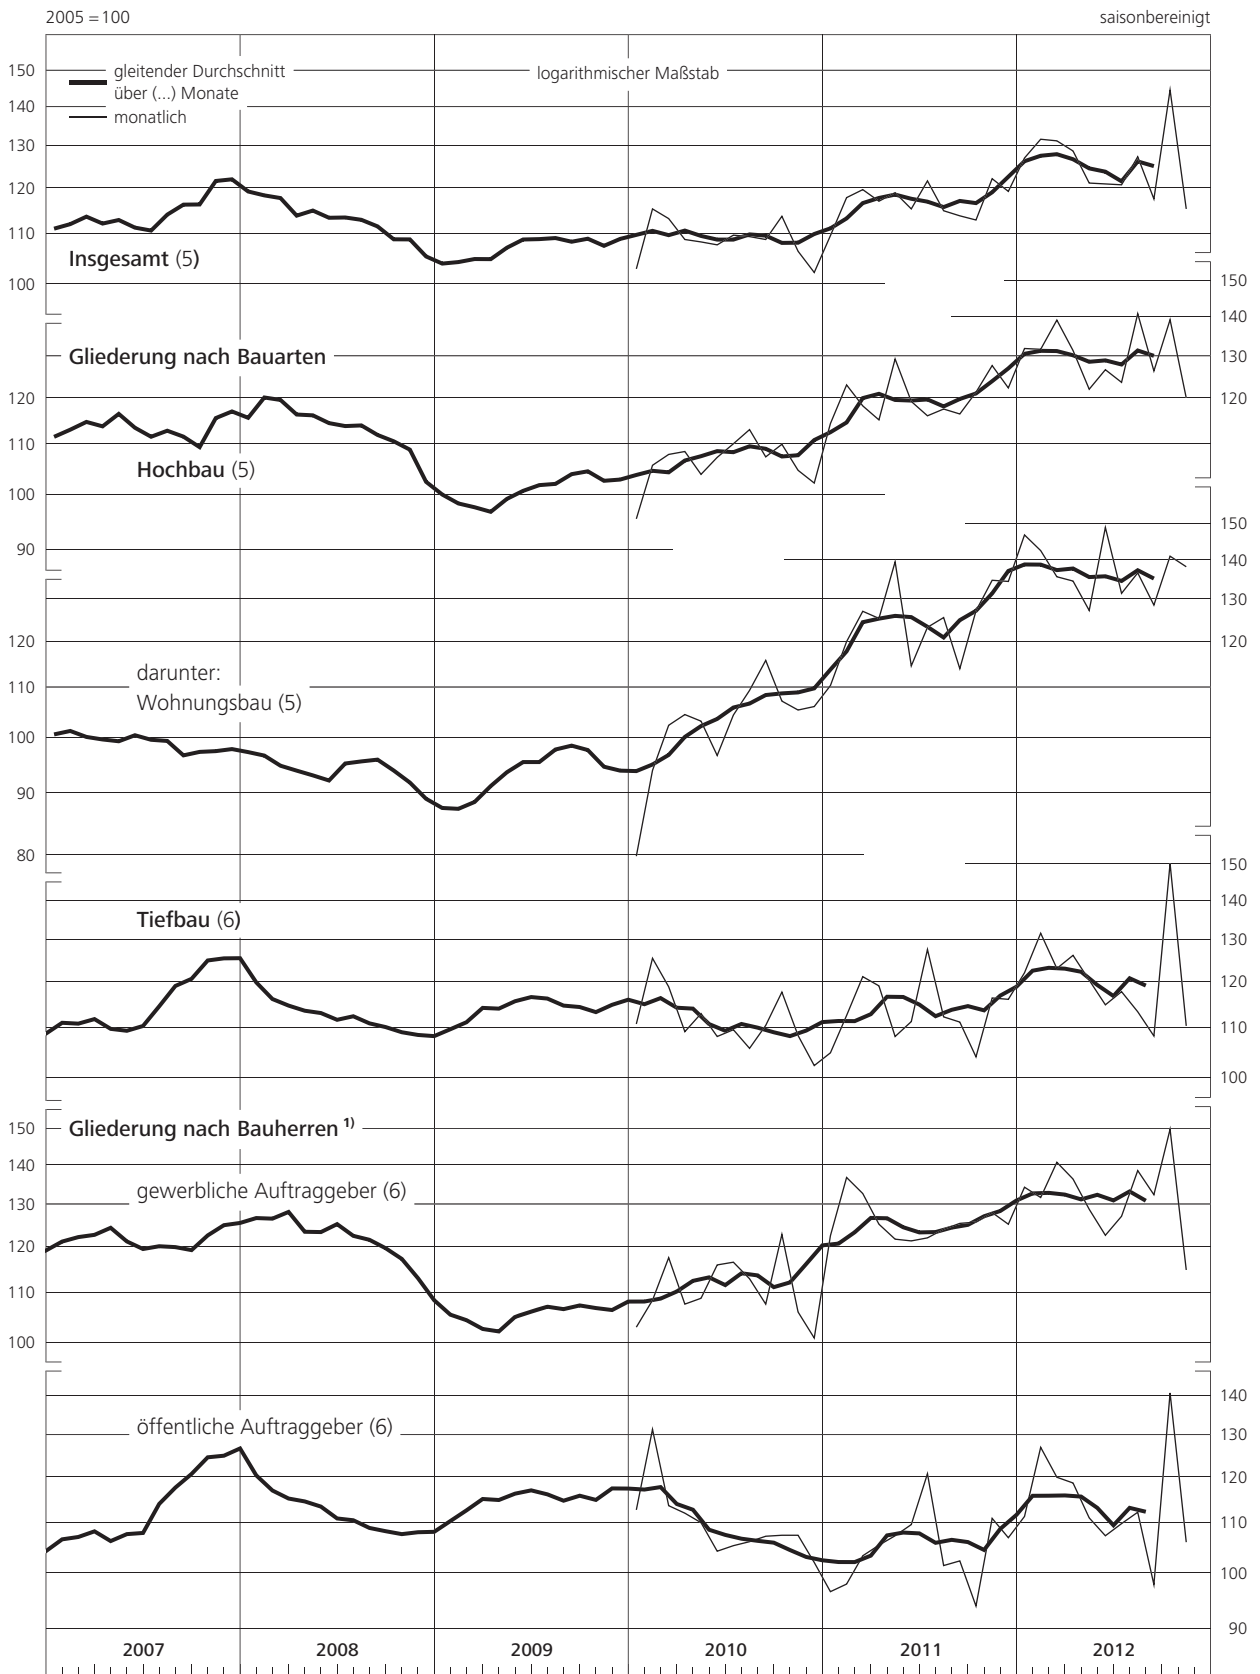 2005 = 100 saisonbereinigt
150 gleitender Durchschnitt logarithmischer Maßstab
über (...) Monate
140
monatlich
130
120
110
Insgesamt (5)
100 150
140
Gliederung nach Bauarten 130
120 120
110
Hochbau (5)
100
150
90
140
130
120 120
darunter:
110
Wohnungsbau (5)
100
90
80
150
140
Tiefbau (6)
130
120
110
100
150 Gliederung nach Bauherren 1)
140
gewerbliche Auftraggeber (6)
130
120
110
100
140
öffentliche Auftraggeber (6)
130
120
110
100
90
2007 2008 2009 2010 2011 2012